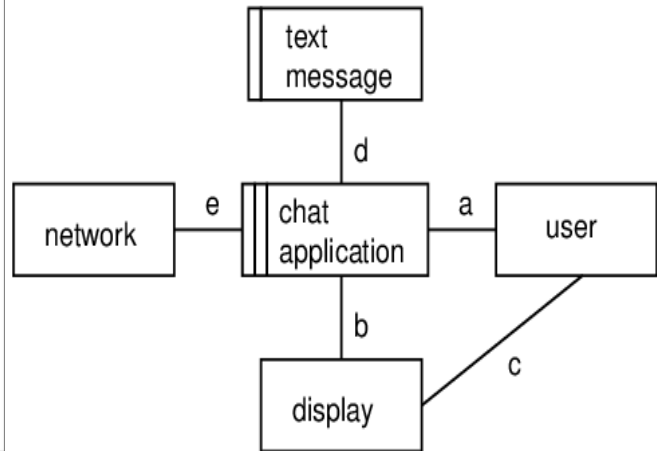 text
message
d
network
e
chat
application
a
user
b
c
display